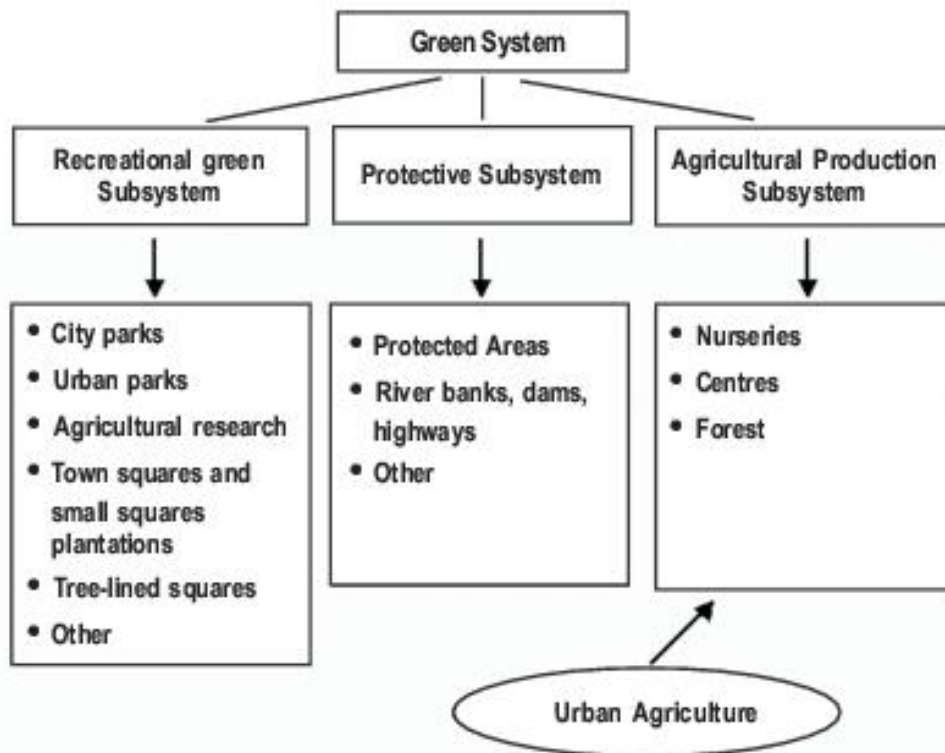 Green System
Recreational green
Subsystem
Protective Subsystem
Agricultural Production
Subsystem
• City parks
• Urban parks
• Agricultural research
• Town squares and
small squares
plantations
• Tree-lined squares
• Other
• Protected Areas
• River banks, dams,
highways
• Other
• Nurseries
• Centres
• Forest
Urban Agriculture